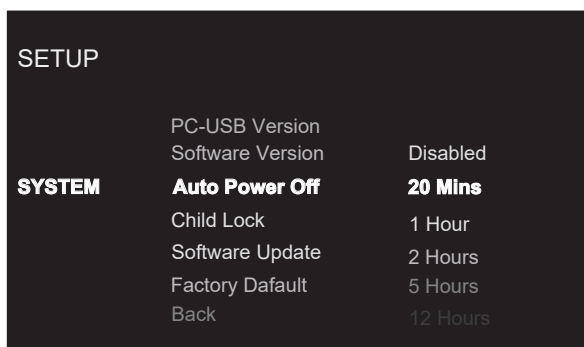 SETUP
PC-USB Version
Software Version Disabled
SYSTEM Auto Power Off 20 Mins
Child Lock 1 Hour
Software Update 2 Hours
Factory Dafault 5 Hours
Back 12 Hours